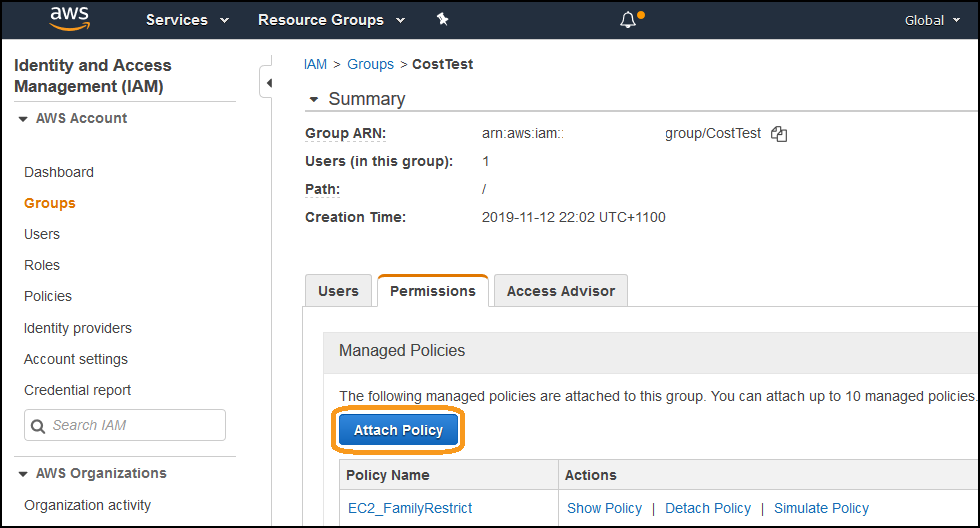 aws Services Resource Groups Global
Identity and Access
Management (IAM)
AWS Account
Dashboard
Groups
Users
Roles
Policies
Identity providers
Account settings
Credential report
Search IAM
AWS Organizations
Organization activity
IAM > Groups > CostTest
Summary
Group ARN: arn:aws:iam:: group/CostTest
Users (in this group): 1
Path: /
Creation Time: 2019-11-12 22:02 UTC+1100
Users Permissions Access Advisor
Managed Policies
The following managed policies are attached to this group. You can attach up to 10 managed policies.
Attach Policy
Policy Name Actions
EC2_FamilyRestrict Show Policy | Detach Policy | Simulate Policy